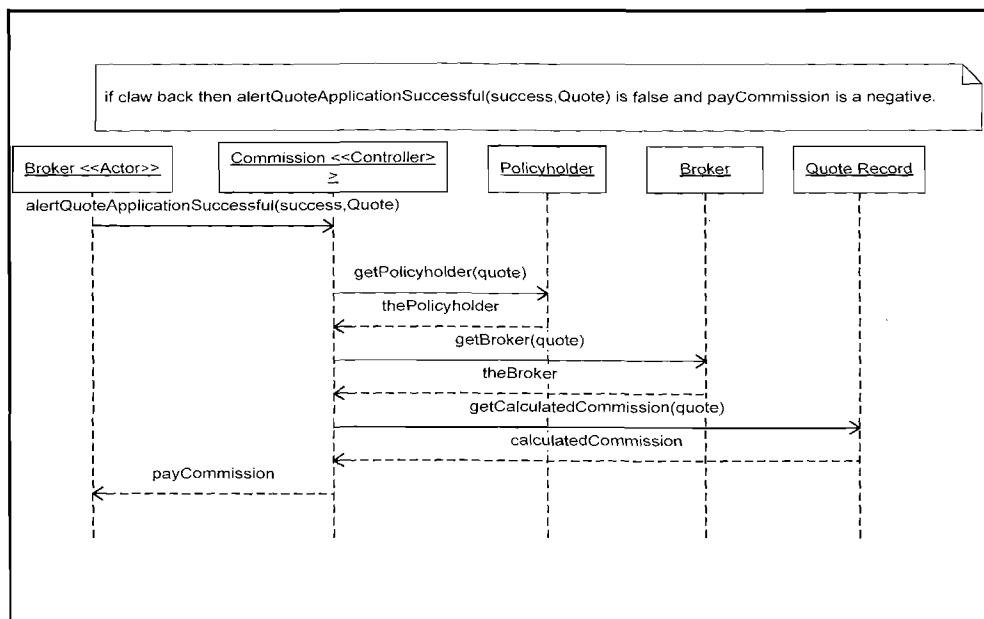 if claw back then alertQuoteApplicationSuccessful(success,Quote) is false and payCommission is a negative.
Broker <<Actor>>
Commission <<Controller>
>
Policyholder
Broker
Quote Record
alertQuoteApplicationSuccessful(success,Quote)
getPolicyholder(quote)
thePolicyholder
getBroker(quote)
theBroker
getCalculatedCommission(quote)
calculatedCommission
payCommission